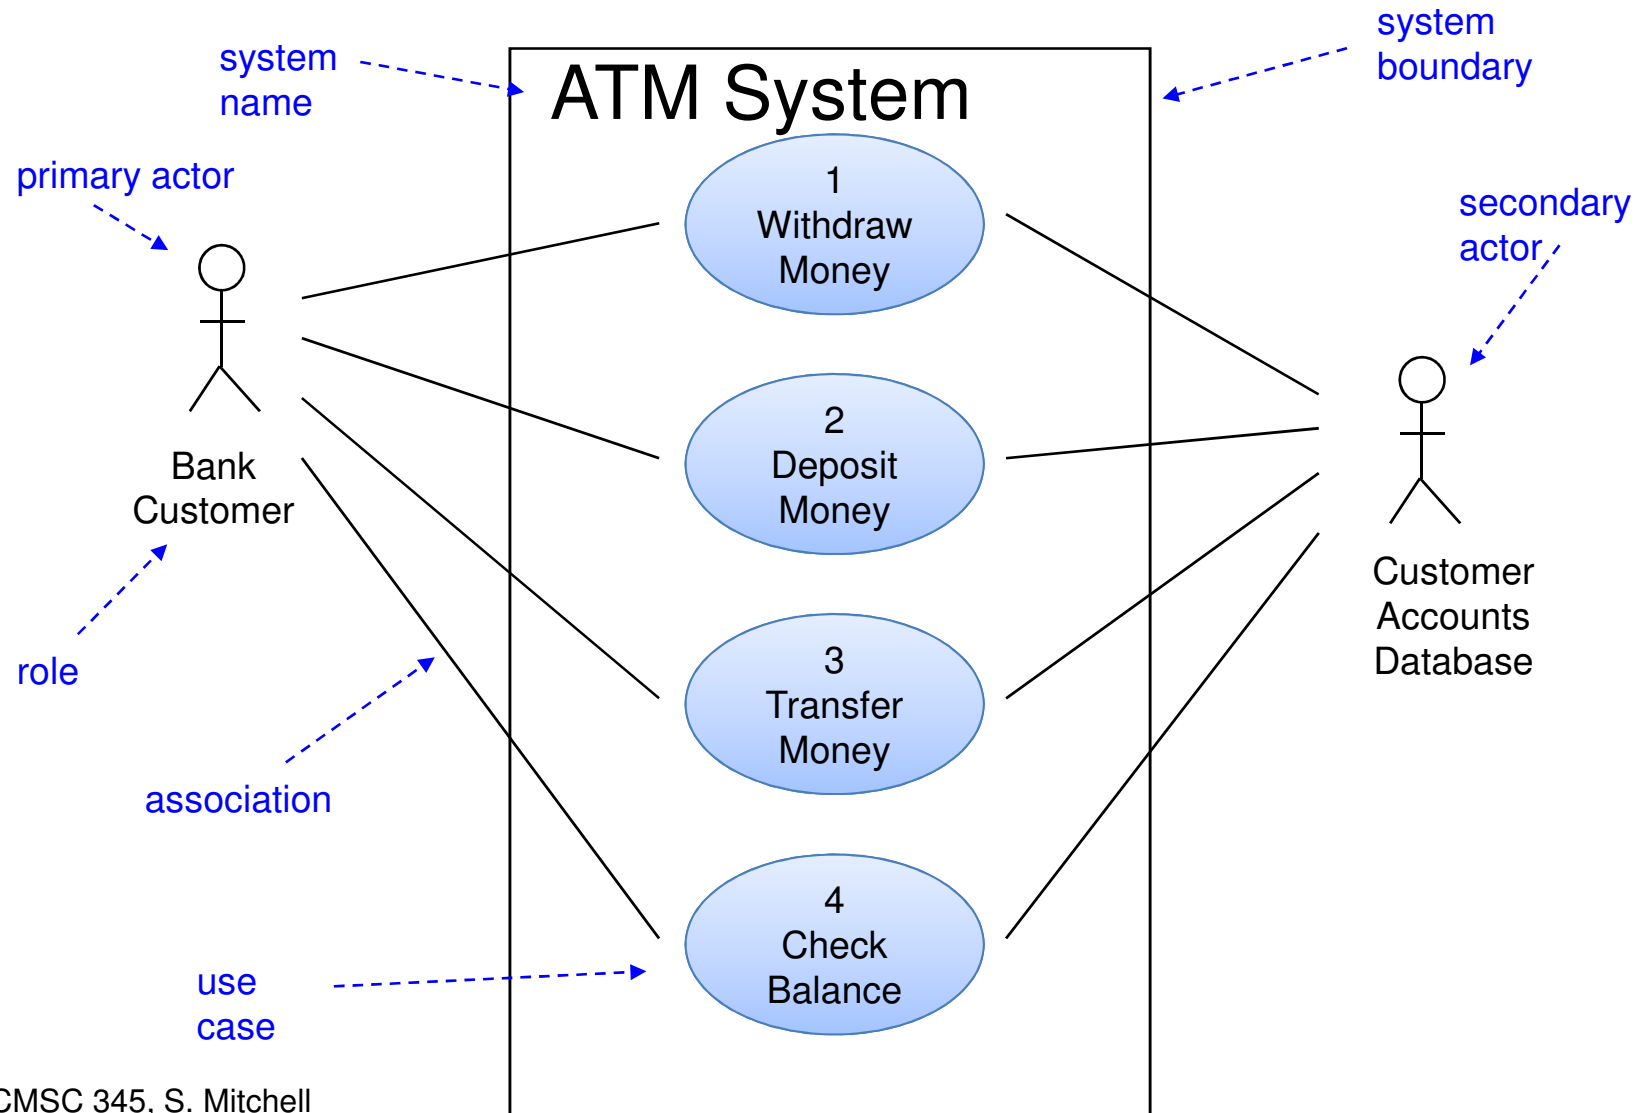 system
name
ATM System
system
boundary
primary actor
secondary
actor
1
Withdraw
Money
Bank
Customer
2
Deposit
Money
Customer
Accounts
Database
role
3
Transfer
Money
association
4
Check
Balance
use
case
CMSC 345, S. Mitchell